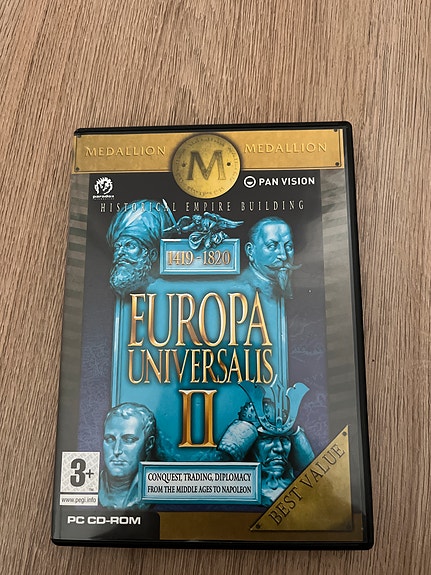 MEDALLION
M
MEDALLION
paradox
PAN VISION
HISTORICAL EMPIRE BUILDING
1419-1820
EUROPA
UNIVERSALIS
II
CONQUEST, TRADING, DIPLOMACY
FROM THE MIDDLE AGES TO NAPOLEON
3+
www.pegi.info
BEST VALUE
PC CD-ROM